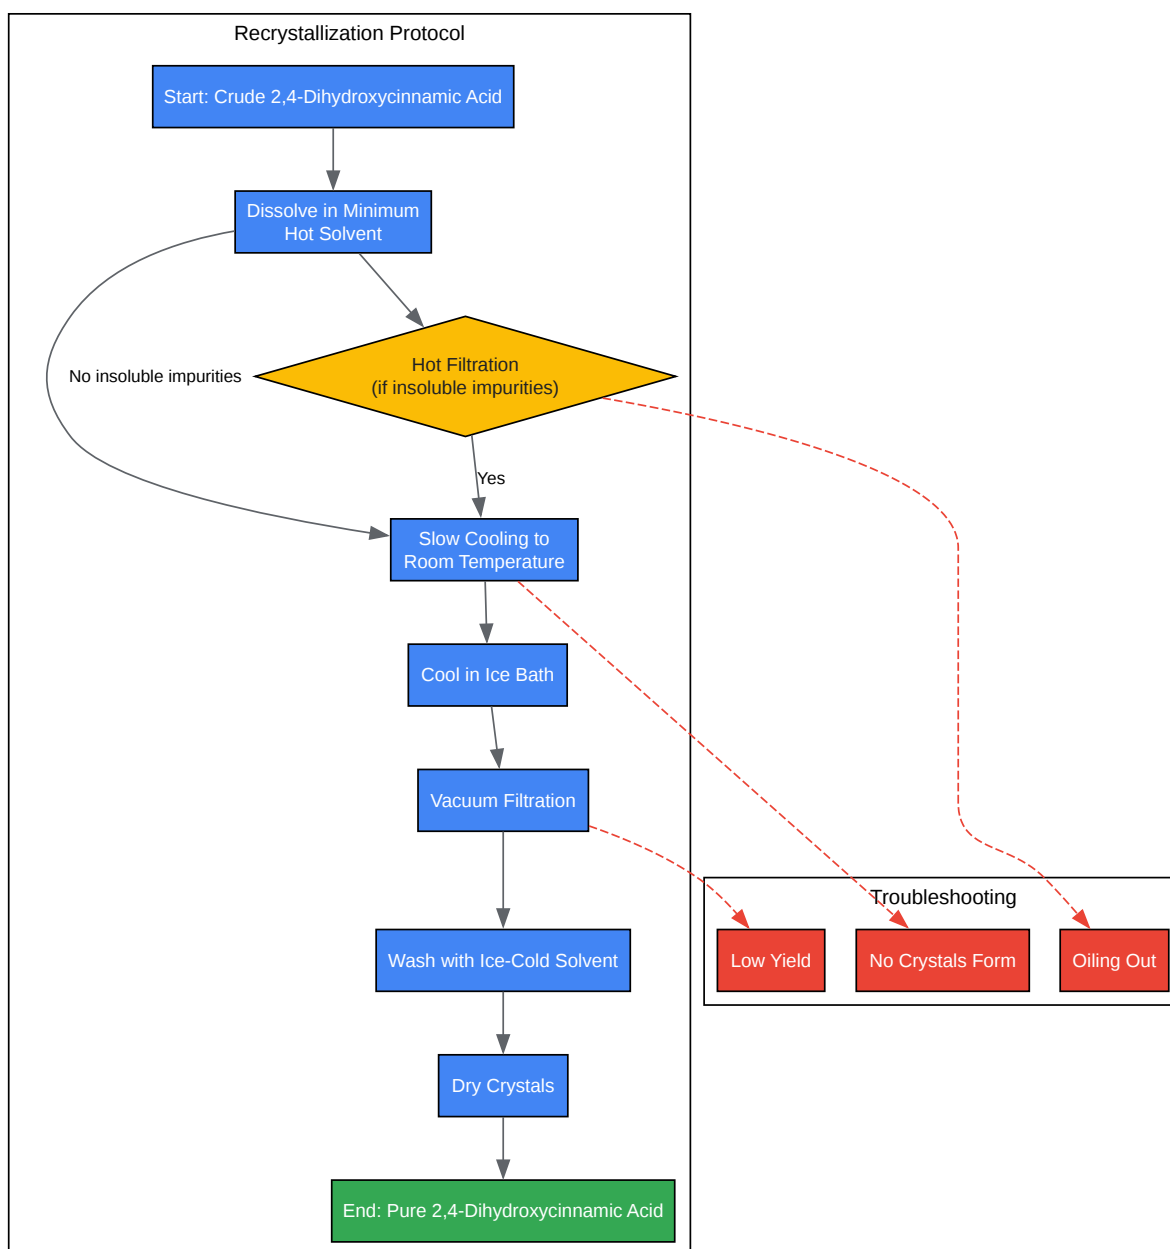 Recrystallization Protocol
Start: Crude 2,4-Dihydroxycinnamic Acid
Dissolve in Minimum
Hot Solvent
No insoluble impurities
Hot Filtration
(if insoluble impurities)
Yes
Slow Cooling to
Room Temperature
Cool in Ice Bath
Vacuum Filtration
Troubleshooting
Low Yield
No Crystals Form
Oiling Out
Wash with Ice-Cold Solvent
Dry Crystals
End: Pure 2,4-Dihydroxycinnamic Acid